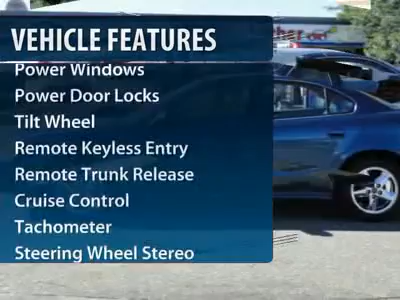 VEHICLE FEATURES
Power Windows
Power Door Locks
Tilt Wheel
Remote Keyless Entry
Remote Trunk Release
Cruise Control
Tachometer
Steering Wheel Stereo